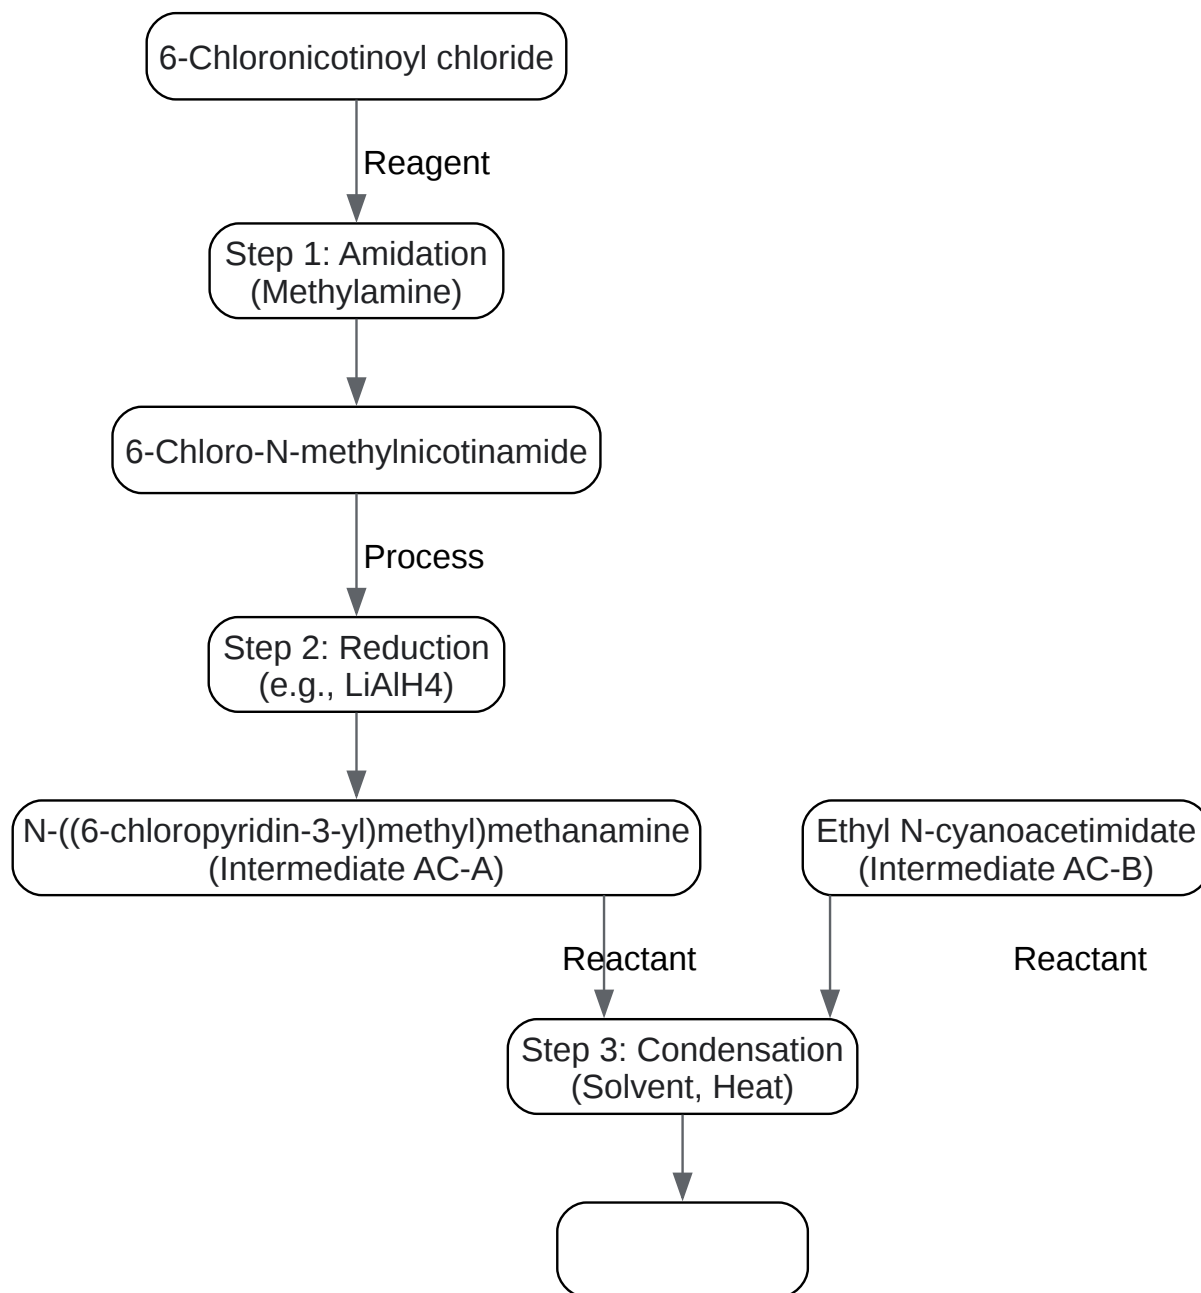 6-Chloronicotinoyl chloride
Reagent
Step 1: Amidation
(Methylamine)
6-Chloro-N-methylnicotinamide
Process
Step 2: Reduction
(e.g., LiAlH4)
N-((6-chloropyridin-3-yl)methyl)methanamine
(Intermediate AC-A)
Ethyl N-cyanoacetimidate
(Intermediate AC-B)
Reactant
Reactant
Step 3: Condensation
(Solvent, Heat)